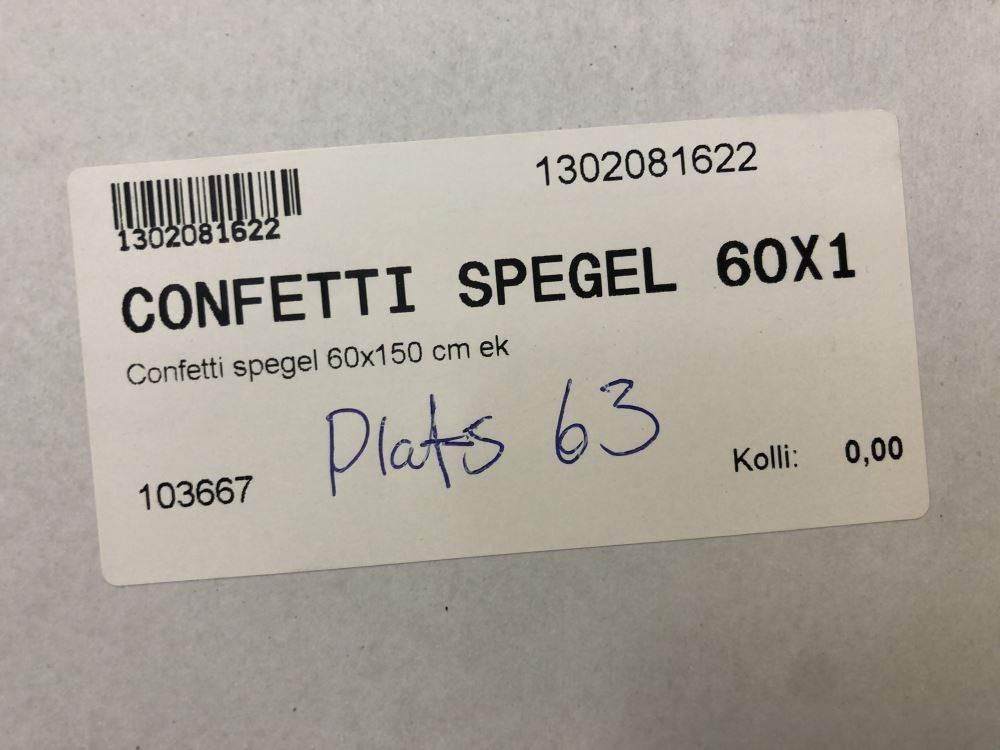 1302081622
1302081622
CONFETTI SPEGEL 60X1
Confetti spegel 60x150 cm ek
Plats 63
103667
Kolli: 0,00